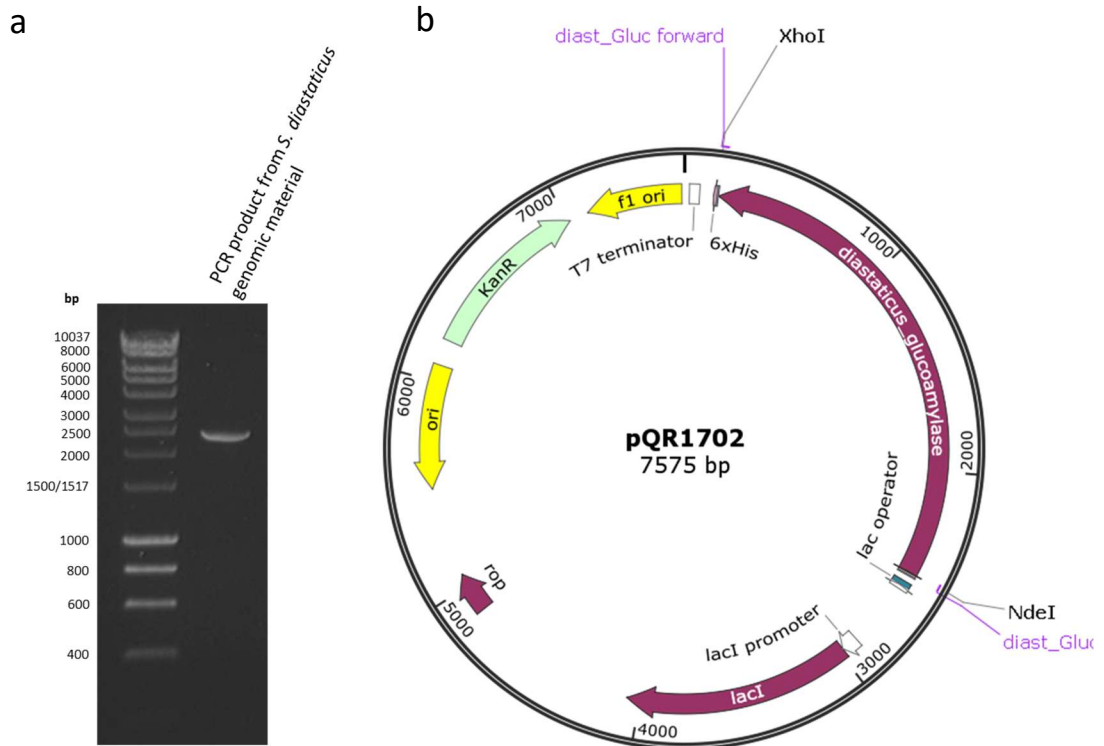 a
PCR product from S. diastaticus
genomic material
bp
10037
8000
6000
5000
4000
3000
2500
2000
1500/1517
1000
800
600
400
b
diast_Gluc forward
XhoI
f1 ori
7000
T7 terminator
6xHis
1000
KanR
diastaticus_glucoamylase
6000
ori
pQR1702
7575 bp
2000
lac operator
rop
5000
NdeI
diast_Gluc
lacI promoter
lacI
3000
4000